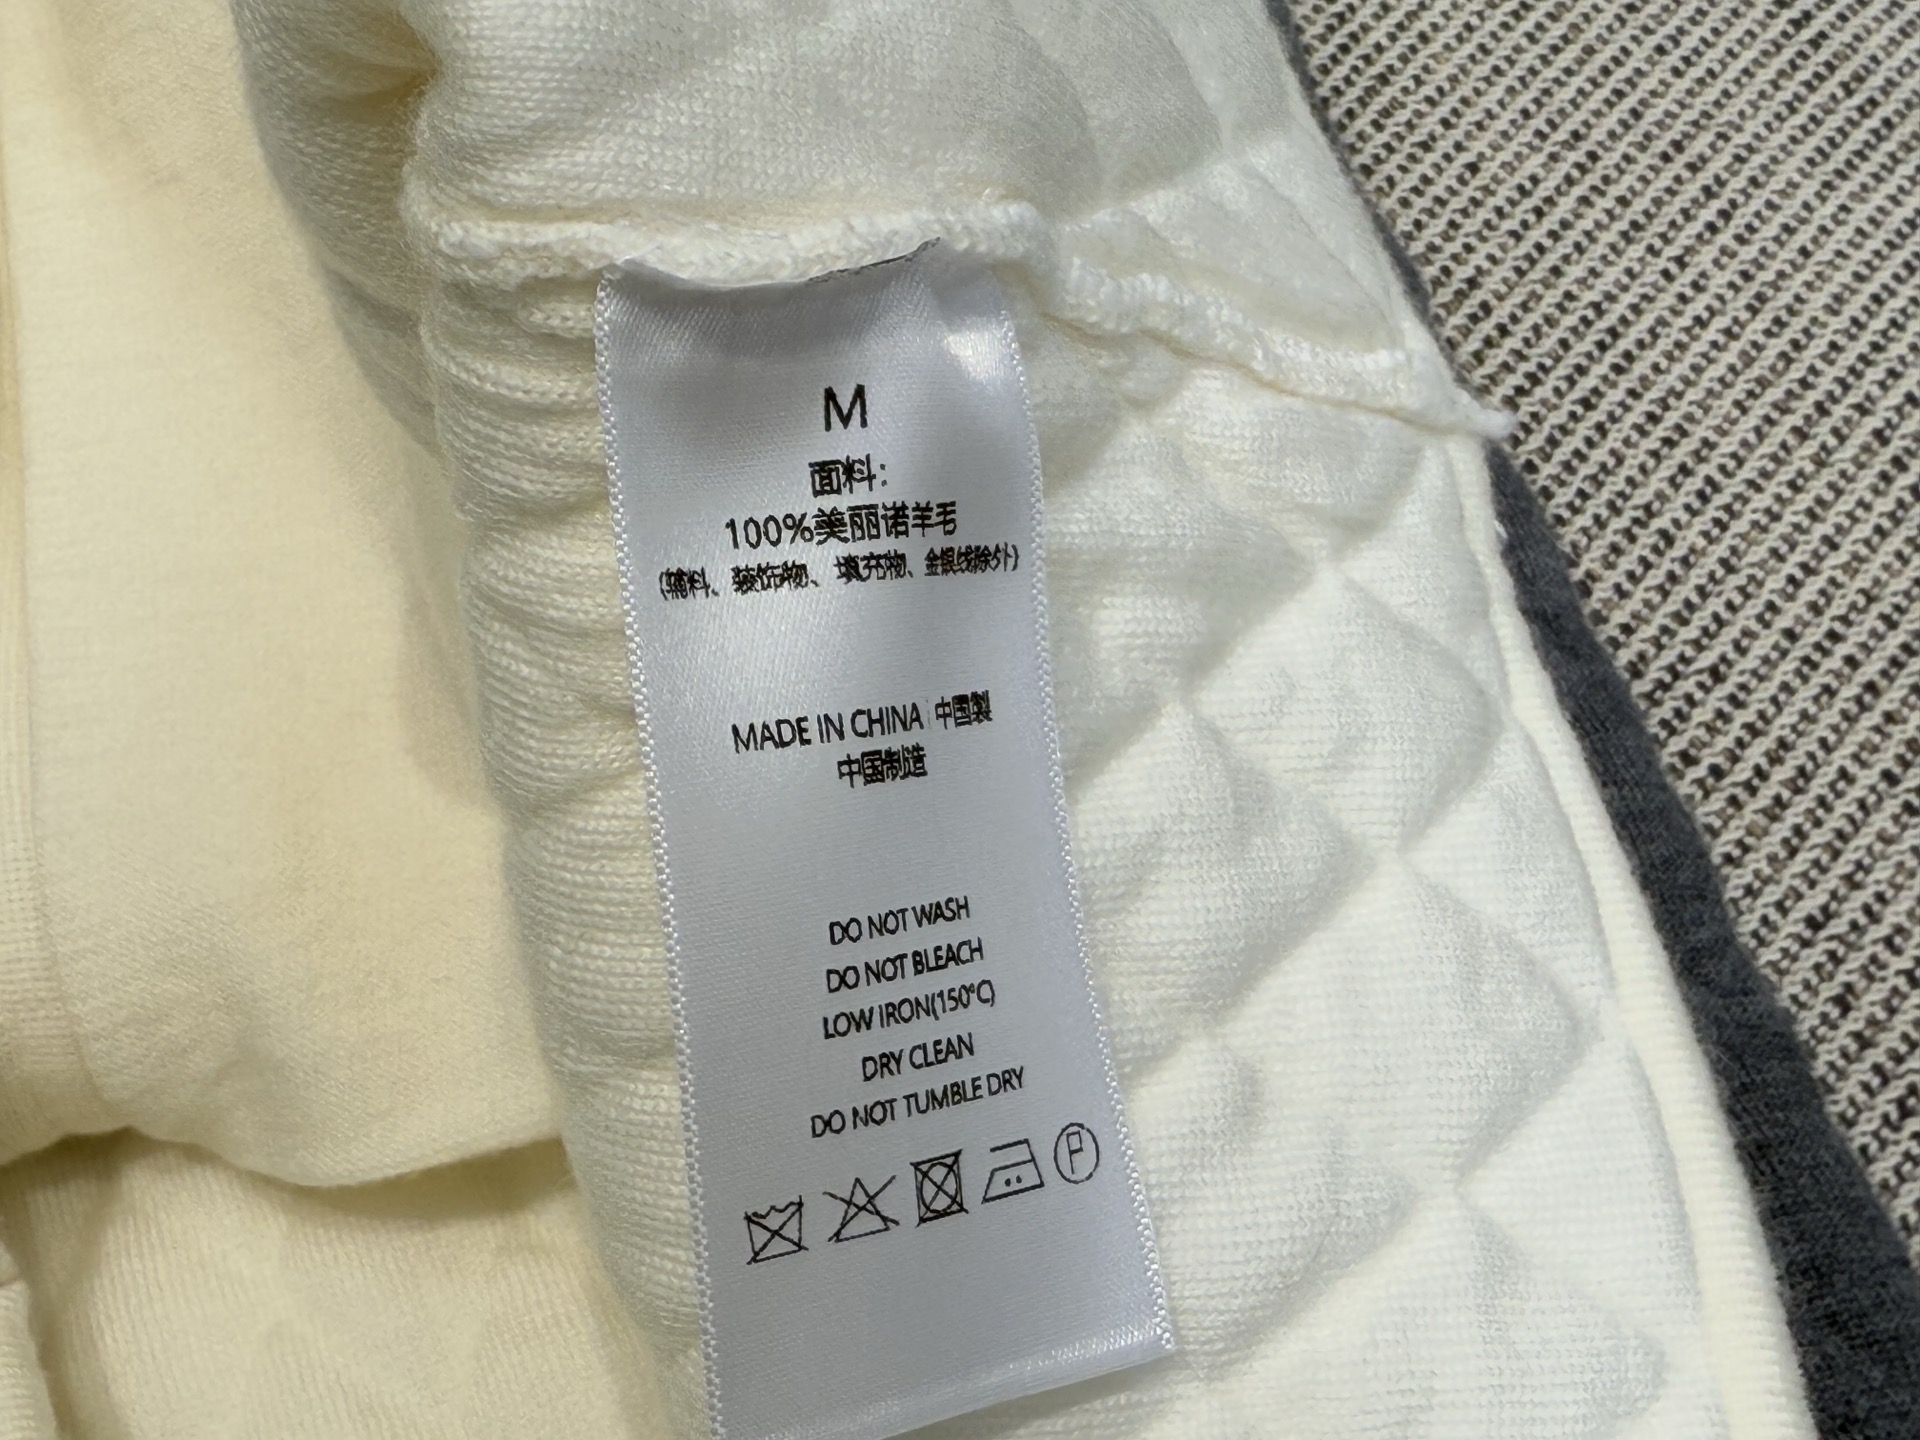 M
面料:
100%美丽诺羊毛
(辅料、装饰物、填充物、金银线除外)
MADE IN CHINA 中国製
中国制造
DO NOT WASH
DO NOT BLEACH
LOW IRON(150°C)
DRY CLEAN
DO NOT TUMBLE DRY
P